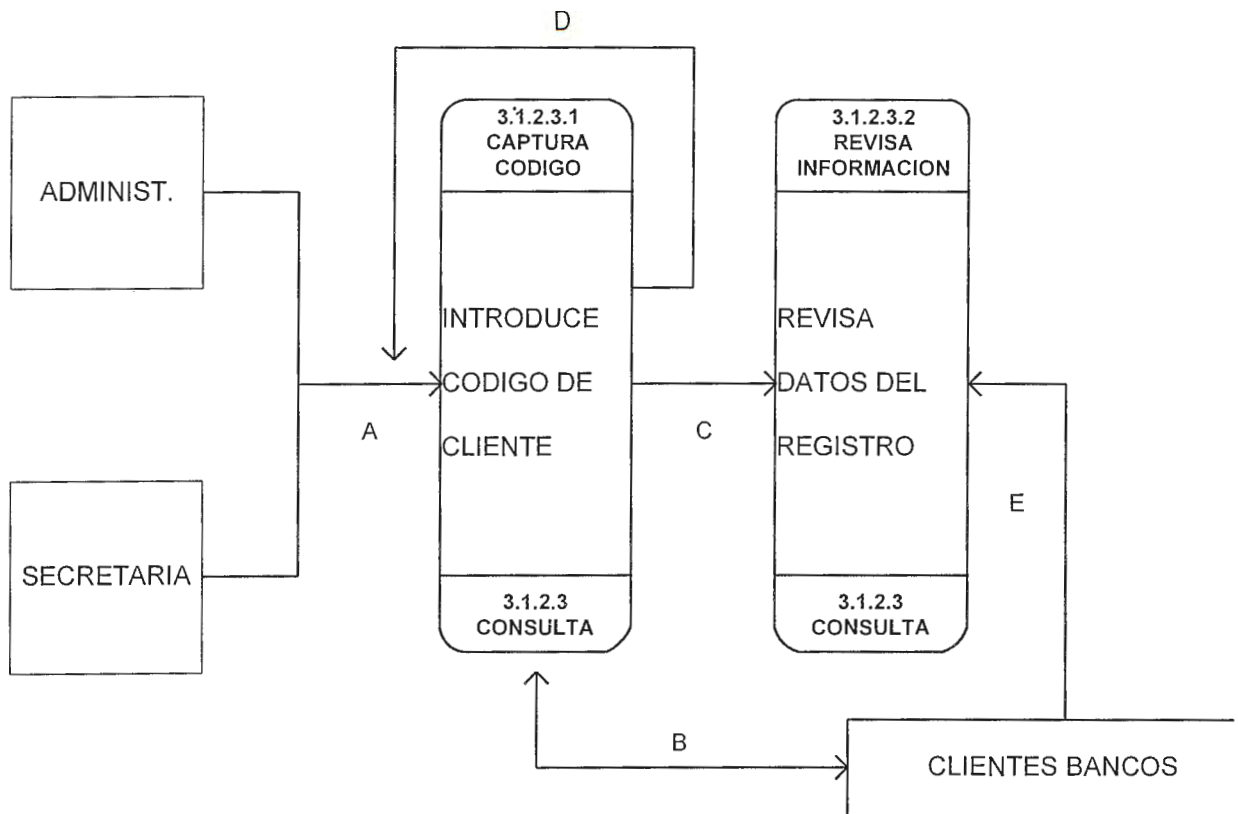 D
ADMINIST.
3.1.2.3.1
CAPTURA
CODIGO
INTRODUCE
CODIGO DE
CLIENTE
3.1.2.3
CONSULTA
3.1.2.3.2
REVISA
INFORMACION
REVISA
DATOS DEL
REGISTRO
3.1.2.3
CONSULTA
A
C
E
SECRETARIA
B
CLIENTES BANCOS